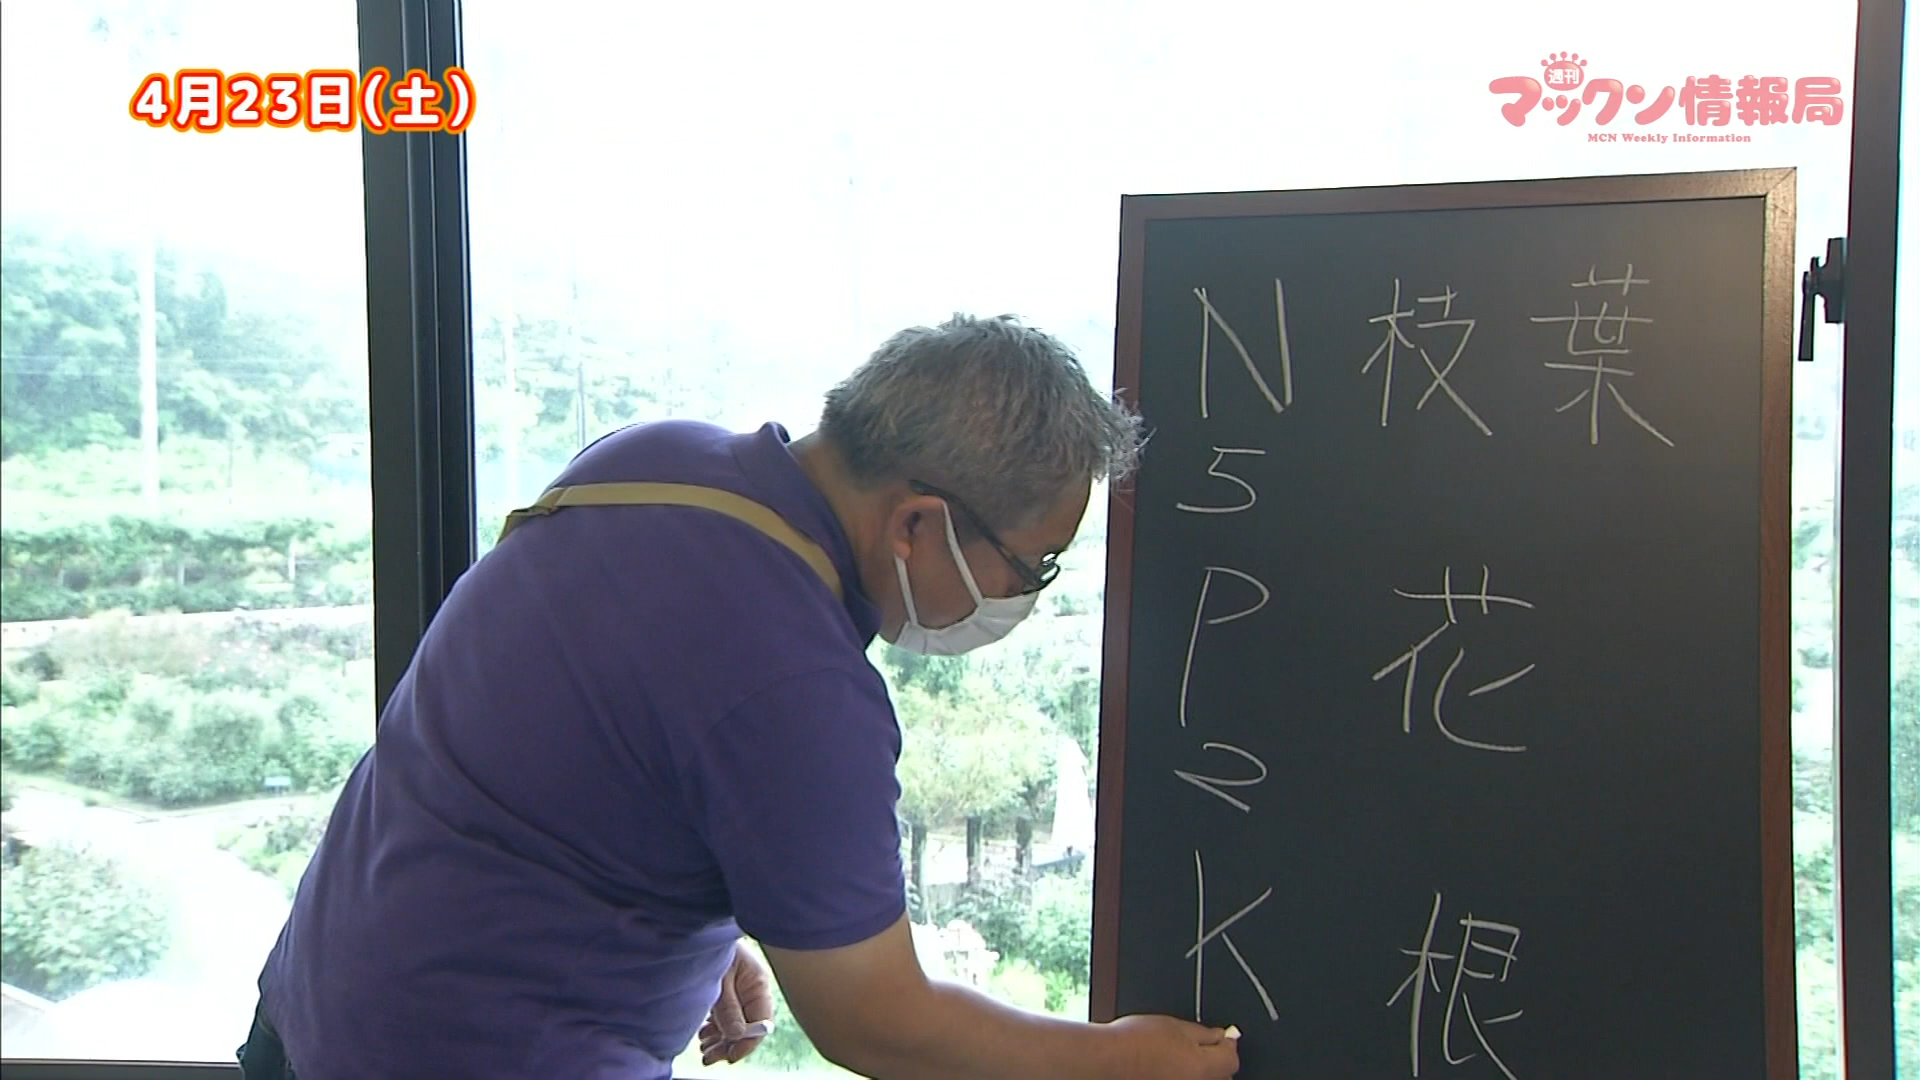 4月23日(土)
週刊
マックン情報局
MCN Weekly Information
N 枝葉
5
P 花
2
K 根